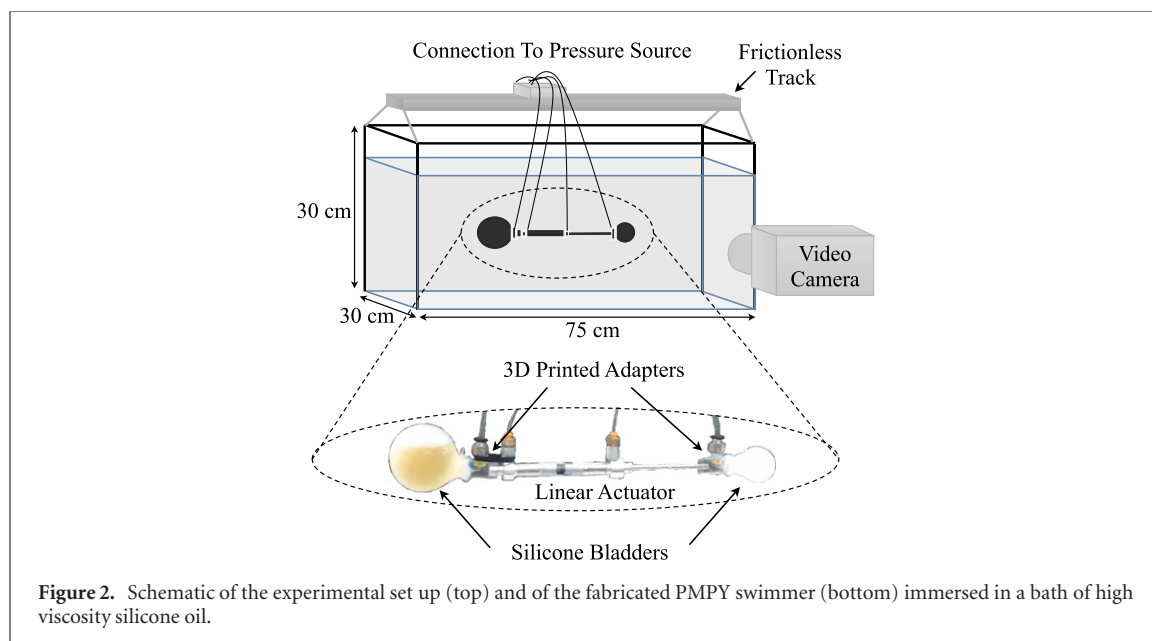 Connection To Pressure Source
Frictionless
Track
30 cm
Video
Camera
30 cm
75 cm
3D Printed Adapters
Linear Actuator
Silicone Bladders
Figure 2. Schematic of the experimental set up (top) and of the fabricated PMPY swimmer (bottom) immersed in a bath of high
viscosity silicone oil.